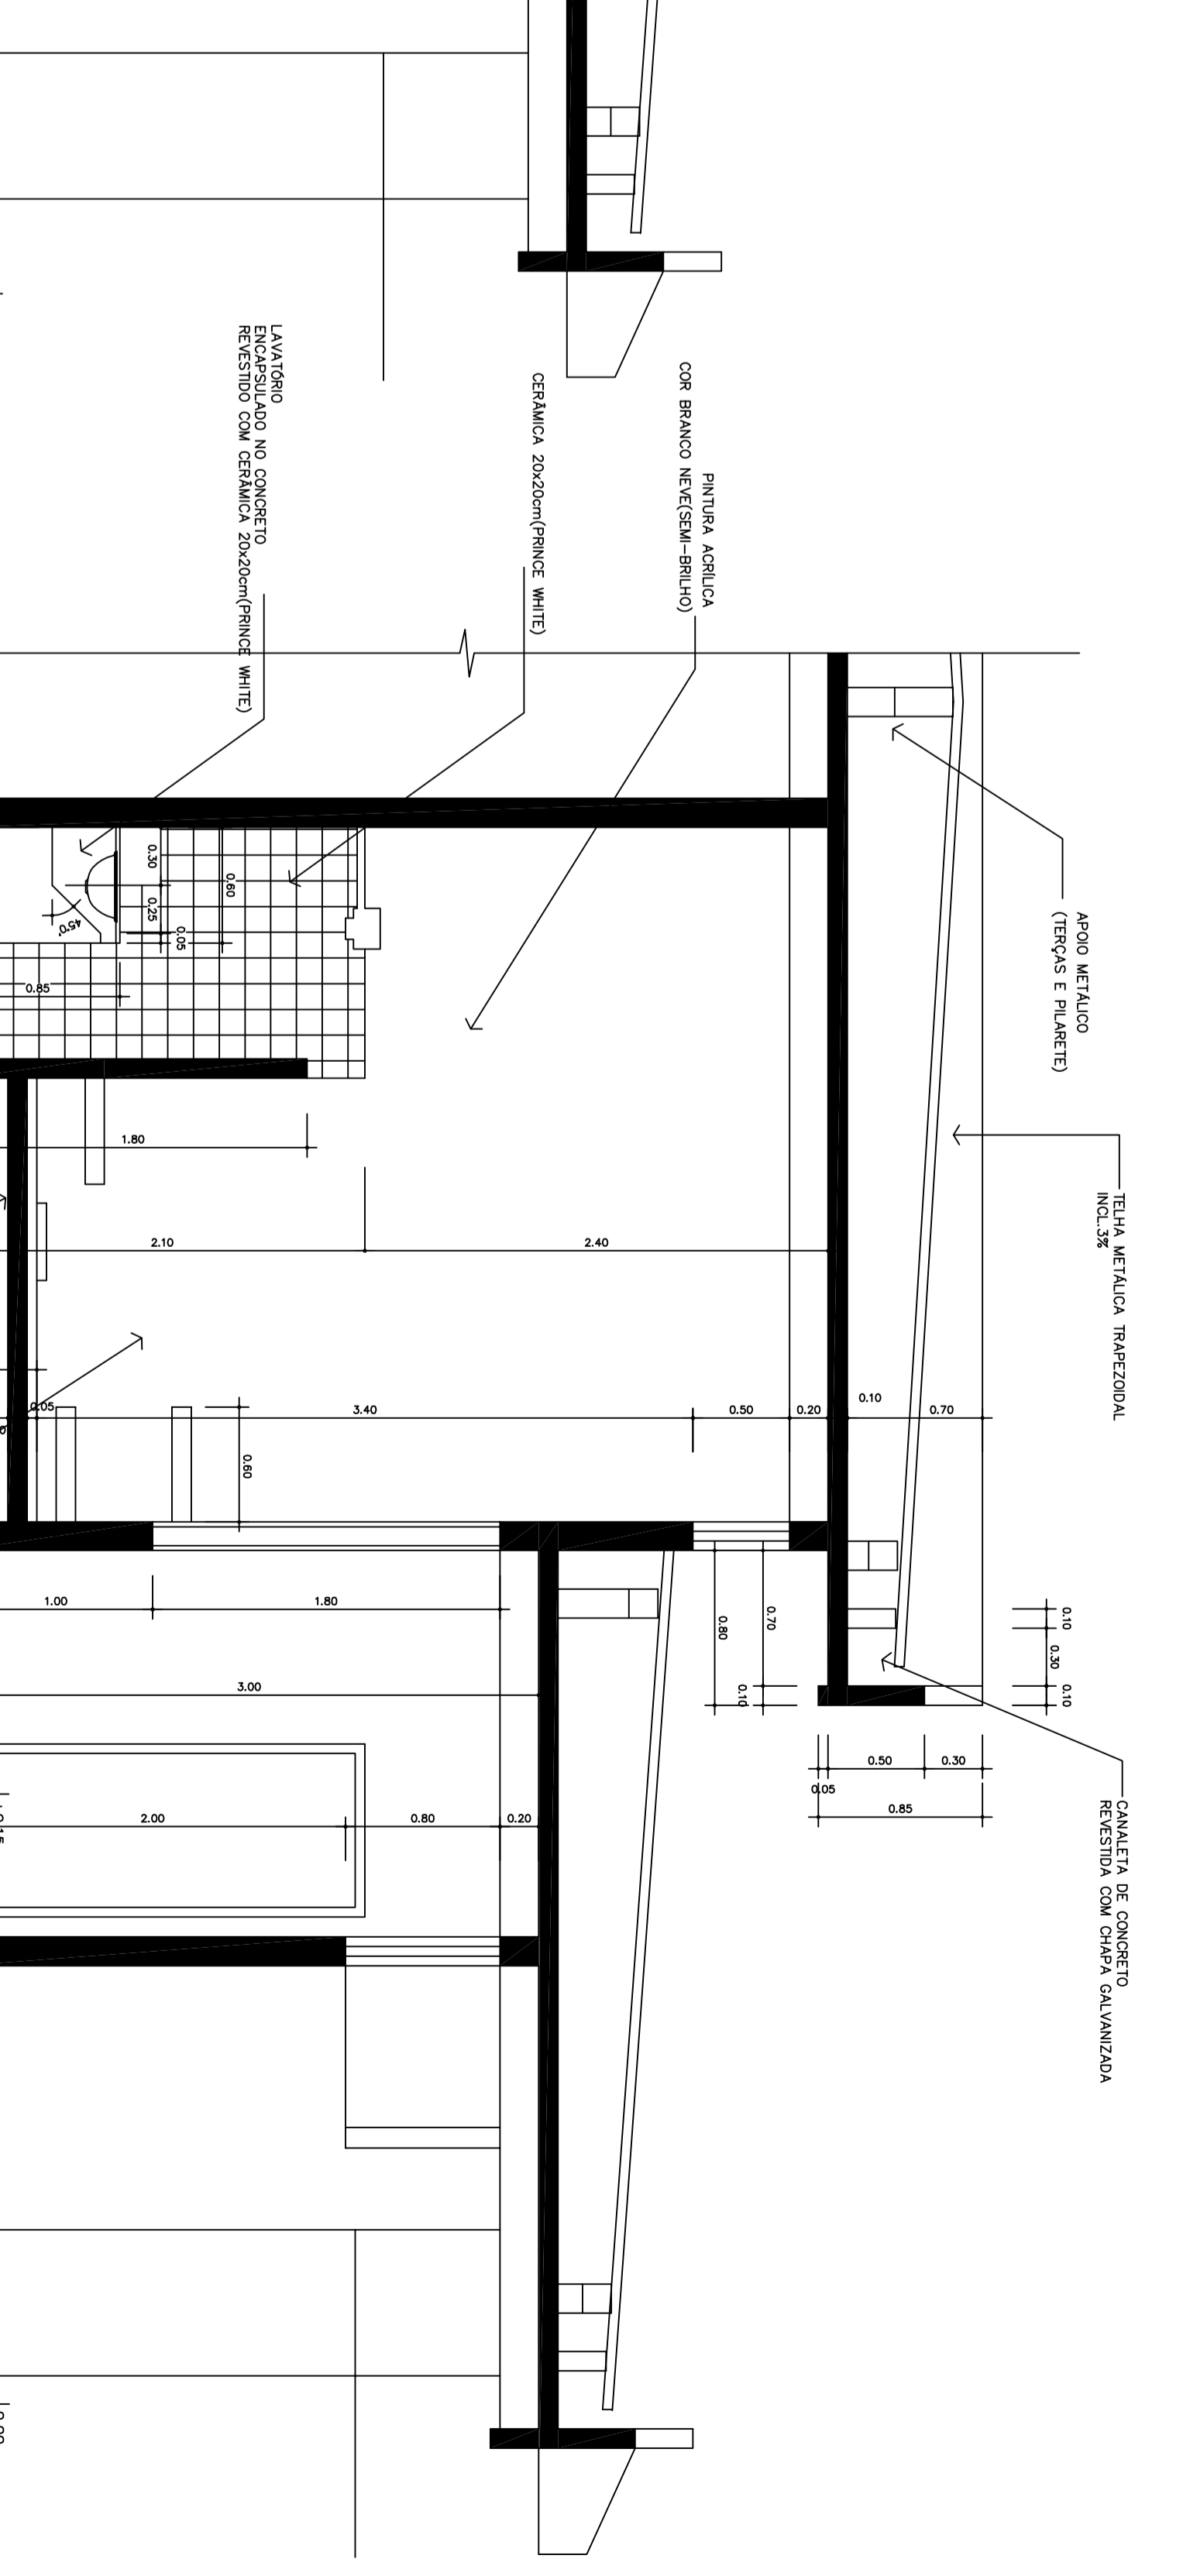 LAVATÓRIO
ENCAPSULADO NO CONCRETO
REVESTIDO COM CERÂMICA 20x20cm(PRINCE WHITE)
CERÂMICA 20x20cm(PRINCE WHITE)
PINTURA ACRÍLICA
COR BRANCO NEVE(SEMI-BRILHO)
APOIO METÁLICO
(TERÇAS E PILARETE)
TELHA METÁLICA TRAPEZOIDAL
INCL.3%
CANALETA DE CONCRETO
REVESTIDA COM CHAPA GALVANIZADA
0.30
0.25
0.60
0.05
45°0'
0.85
1.80
2.10
2.40
0.05
3.40
0.50
0.20
0.10
0.70
0.60
1.00
1.80
0.80
0.70
0.10
0.10
0.30
0.10
3.00
0.50
0.30
0.05
0.85
2.00
0.80
0.20